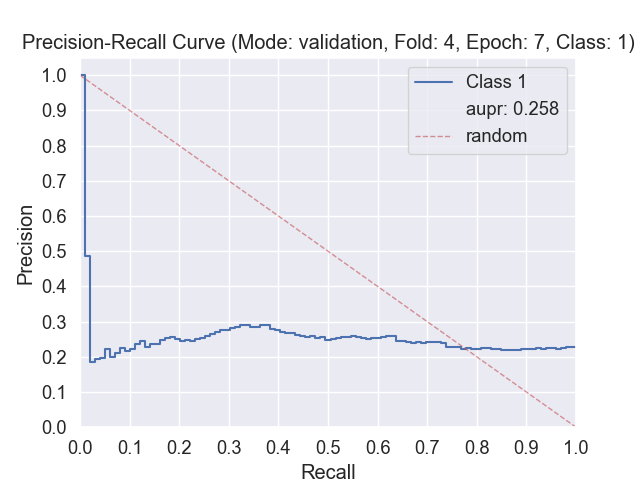 Precision-Recall Curve (Mode: validation, Fold: 4, Epoch: 7, Class: 1)
Class 1
aupr: 0.258
random
Precision
1.0
0.9
0.8
0.7
0.6
0.5
0.4
0.3
0.2
0.1
0.0
0.0 0.1 0.2 0.3 0.4 0.5 0.6 0.7 0.8 0.9 1.0
Recall